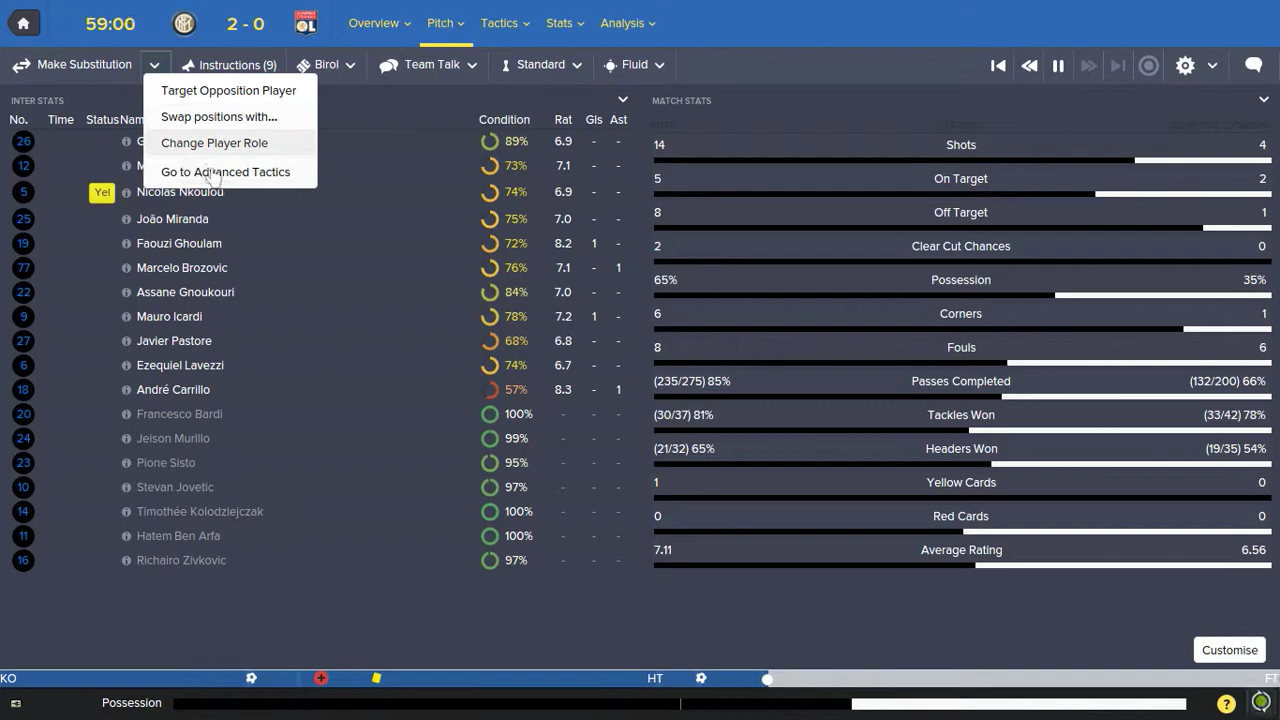 59:00 2 - 0 OL Overview Pitch Tactics Stats Analysis
Make Substitution Instructions (9) Birol Team Talk Standard Fluid
Target Opposition Player
Swap positions with...
Change Player Role
Go to Advanced Tactics
INTER STATS
No. Time Status Nam Condition Rat Gls Ast
26 G 89% 6.9 - -
12 M 73% 7.1 - -
5 Yel Nicolas Nkoulou 74% 6.9 - -
25 João Miranda 75% 7.0 - -
19 Faouzi Ghoulam 72% 8.2 1 -
77 Marcelo Brozovic 76% 7.1 - 1
22 Assane Gnoukouri 84% 7.0 - -
9 Mauro Icardi 78% 7.2 1 -
27 Javier Pastore 68% 6.8 - -
6 Ezequiel Lavezzi 74% 6.7 - -
18 André Carrillo 57% 8.3 - 1
20 Francesco Bardi 100% - - -
24 Jeison Murillo 99% - - -
23 Pione Sisto 95% - - -
10 Stevan Jovetic 97% - - -
14 Timothée Kolodziejczak 100% - - -
11 Hatem Ben Arfa 100% - - -
16 Richairo Zivkovic 97% - - -
MATCH STATS
14 Shots 4
5 On Target 2
8 Off Target 1
2 Clear Cut Chances 0
65% Possession 35%
6 Corners 1
8 Fouls 6
(235/275) 85% Passes Completed (132/200) 66%
(30/37) 81% Tackles Won (33/42) 78%
(21/32) 65% Headers Won (19/35) 54%
1 Yellow Cards 0
0 Red Cards 0
7.11 Average Rating 6.56
Customise
KO HT FT
Possession ?